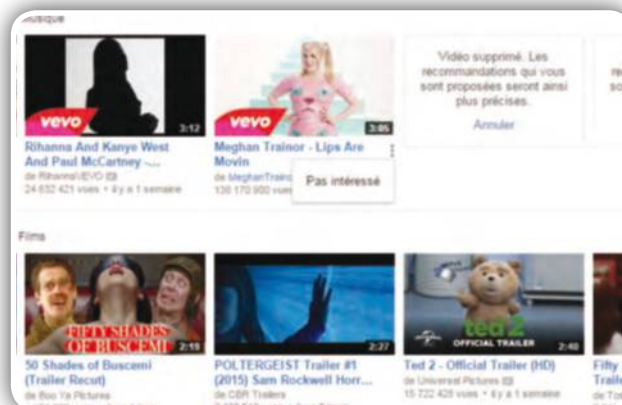 Musique
Vidéo supprimé. Les
recommandations qui vous
sont proposées seront ainsi
plus précises.
Annuler
vevo
3:12
vevo
3:05
Rihanna And Kanye West
And Paul McCartney -...
de RihannaVEVO
24 652 421 vues • il y a 1 semaine
Meghan Trainor - Lips Are
Movin
de MeghanTraino
130 170 900 vues
Pas intéressé
Films
FIFTY SHADES
OF BUSCEMI
2:19
2:27
ted 2
OFFICIAL TRAILER
2:40
50 Shades of Buscemi
(Trailer Recut)
de Boo Ya Pictures
POLTERGEIST Trailer #1
(2015) Sam Rockwell Horr...
de CBR Trailers
Ted 2 - Official Trailer (HD)
de Universal Pictures
15 722 428 vues • il y a 1 semaine
Fifty
Traile